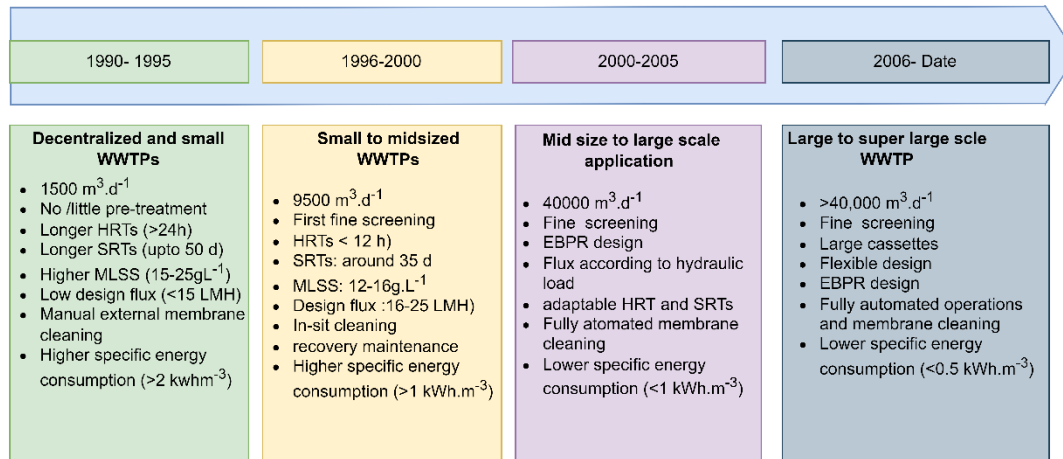 1990- 1995
1996-2000
2000-2005
2006- Date
Decentralized and small
WWTPs
• 1500 m³.d⁻¹
• No /little pre-treatment
• Longer HRTs (>24h)
• Longer SRTs (upto 50 d)
• Higher MLSS (15-25gL⁻¹)
• Low design flux (<15 LMH)
• Manual external membrane
cleaning
• Higher specific energy
consumption (>2 kwhm⁻³)
Small to midsized
WWTPs
• 9500 m³.d⁻¹
• First fine screening
• HRTs < 12 h)
• SRTs: around 35 d
• MLSS: 12-16g.L⁻¹
• Design flux :16-25 LMH)
• In-sit cleaning
• recovery maintenance
• Higher specific energy
consumption (>1 kWh.m⁻³)
Mid size to large scale
application
• 40000 m³.d⁻¹
• Fine screening
• EBPR design
• Flux according to hydraulic
load
• adaptable HRT and SRTs
• Fully atomated membrane
cleaning
• Lower specific energy
consumption (<1 kWh.m⁻³)
Large to super large scle
WWTP
• >40,000 m³.d⁻¹
• Fine screening
• Large cassettes
• Flexible design
• EBPR design
• Fully automated operations
and membrane cleaning
• Lower specific energy
consumption (<0.5 kWh.m⁻³)